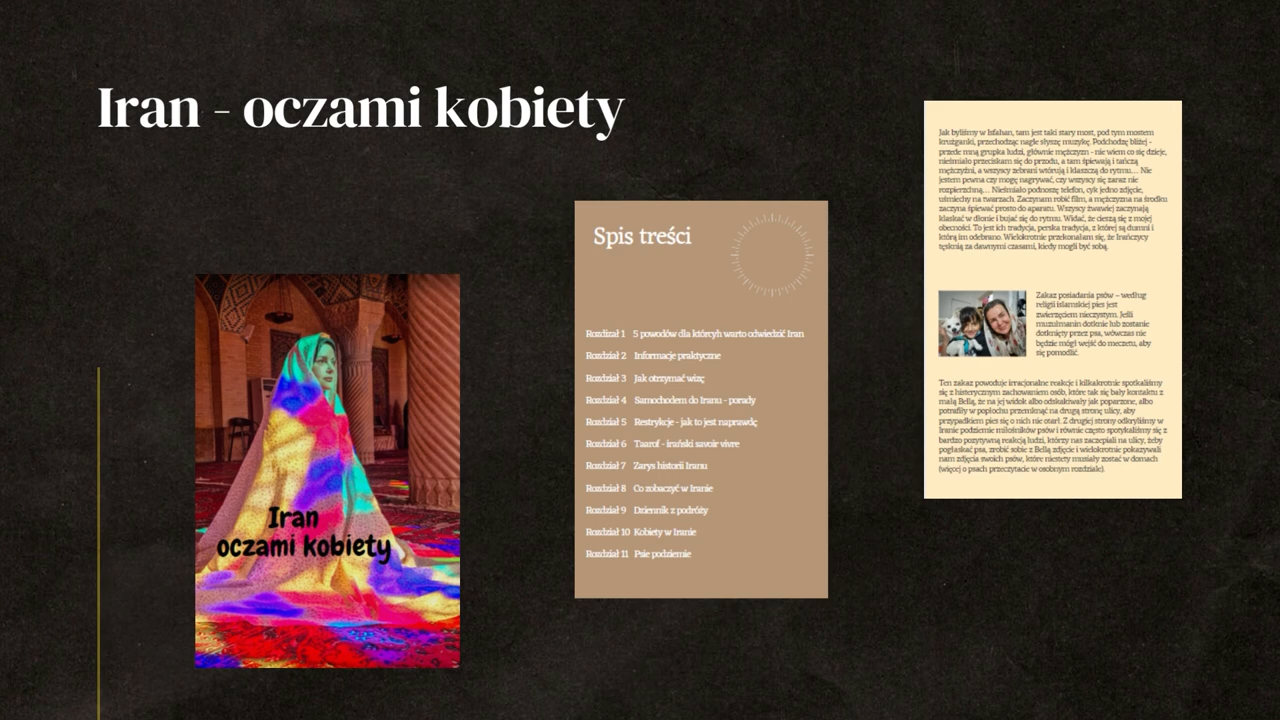 Iran - oczami kobiety
Iran
oczami kobiety
Spis treści
Rozdział 1 5 powodów dla których warto odwiedzić Iran
Rozdział 2 Informacje praktyczne
Rozdział 3 Jak otrzymać wizę
Rozdział 4 Samochodem do Iranu - porady
Rozdział 5 Restrykcje - jak to jest naprawdę
Rozdział 6 Taarof - irański savoir vivre
Rozdział 7 Zarys historii Iranu
Rozdział 8 Co zobaczyć w Iranie
Rozdział 9 Dziennik z podróży
Rozdział 10 Kobiety w Iranie
Rozdział 11 Psie podziemie
Jak byliśmy w Isfahan, tam jest taki stary most, pod tym mostem
krużganki, przechodząc nagle słyszę muzykę. Podchodzę bliżej -
przede mną grupka ludzi, głównie mężczyzn - nie wiem co się dzieje,
nieśmiało przeciskam się do przodu, a tam śpiewają i tańczą
mężczyźni, a wszyscy zebrani wtórują i klaszczą do rytmu... Nie
jestem pewna czy mogę nagrywać, czy wszyscy się zaraz nie
rozpierzchną... Nieśmiało podnoszę telefon, cyk jedno zdjęcie,
uśmiechy na twarzach. Zaczynam robić film, a mężczyzna na środku
zaczyna śpiewać prosto do aparatu. Wszyscy żwawiej zaczynają
klaskać w dłonie i bujać się do rytmu. Widać, że cieszą się z mojej
obecności. To jest ich tradycja, perska tradycja, z której są dumni i
którą im odebrano. Wielokrotnie przekonałam się, że Irańczycy
tęsknią za dawnymi czasami, kiedy mogli być sobą.
Zakaz posiadania psów – według
religii islamskiej pies jest
zwierzęciem nieczystym. Jeśli
muzułmanin dotknie lub zostanie
dotknięty przez psa, wówczas nie
będzie mógł wejść do meczetu, aby
się pomodlić.
Ten zakaz powoduje irracjonalne reakcje i kilkakrotnie spotkaliśmy
się z histerycznym zachowaniem osób, które tak się bały kontaktu z
małą Bellą, że na jej widok albo odskakiwały jak poparzone, albo
potrafiły w popłochu przemknąć na drugą stronę ulicy, aby
przypadkiem pies się o nich nie otarł. Z drugiej strony odkryliśmy w
Iranie podziemie miłośników psów i równie często spotykaliśmy się z
bardzo pozytywną reakcją ludzi, którzy nas zaczepiali na ulicy, żeby
pogłaskać psa, zrobić sobie z Bellą zdjęcie i wielokrotnie pokazywali
nam zdjęcia swoich psów, które niestety musiały zostać w domach
(więcej o psach przeczytacie w osobnym rozdziale).